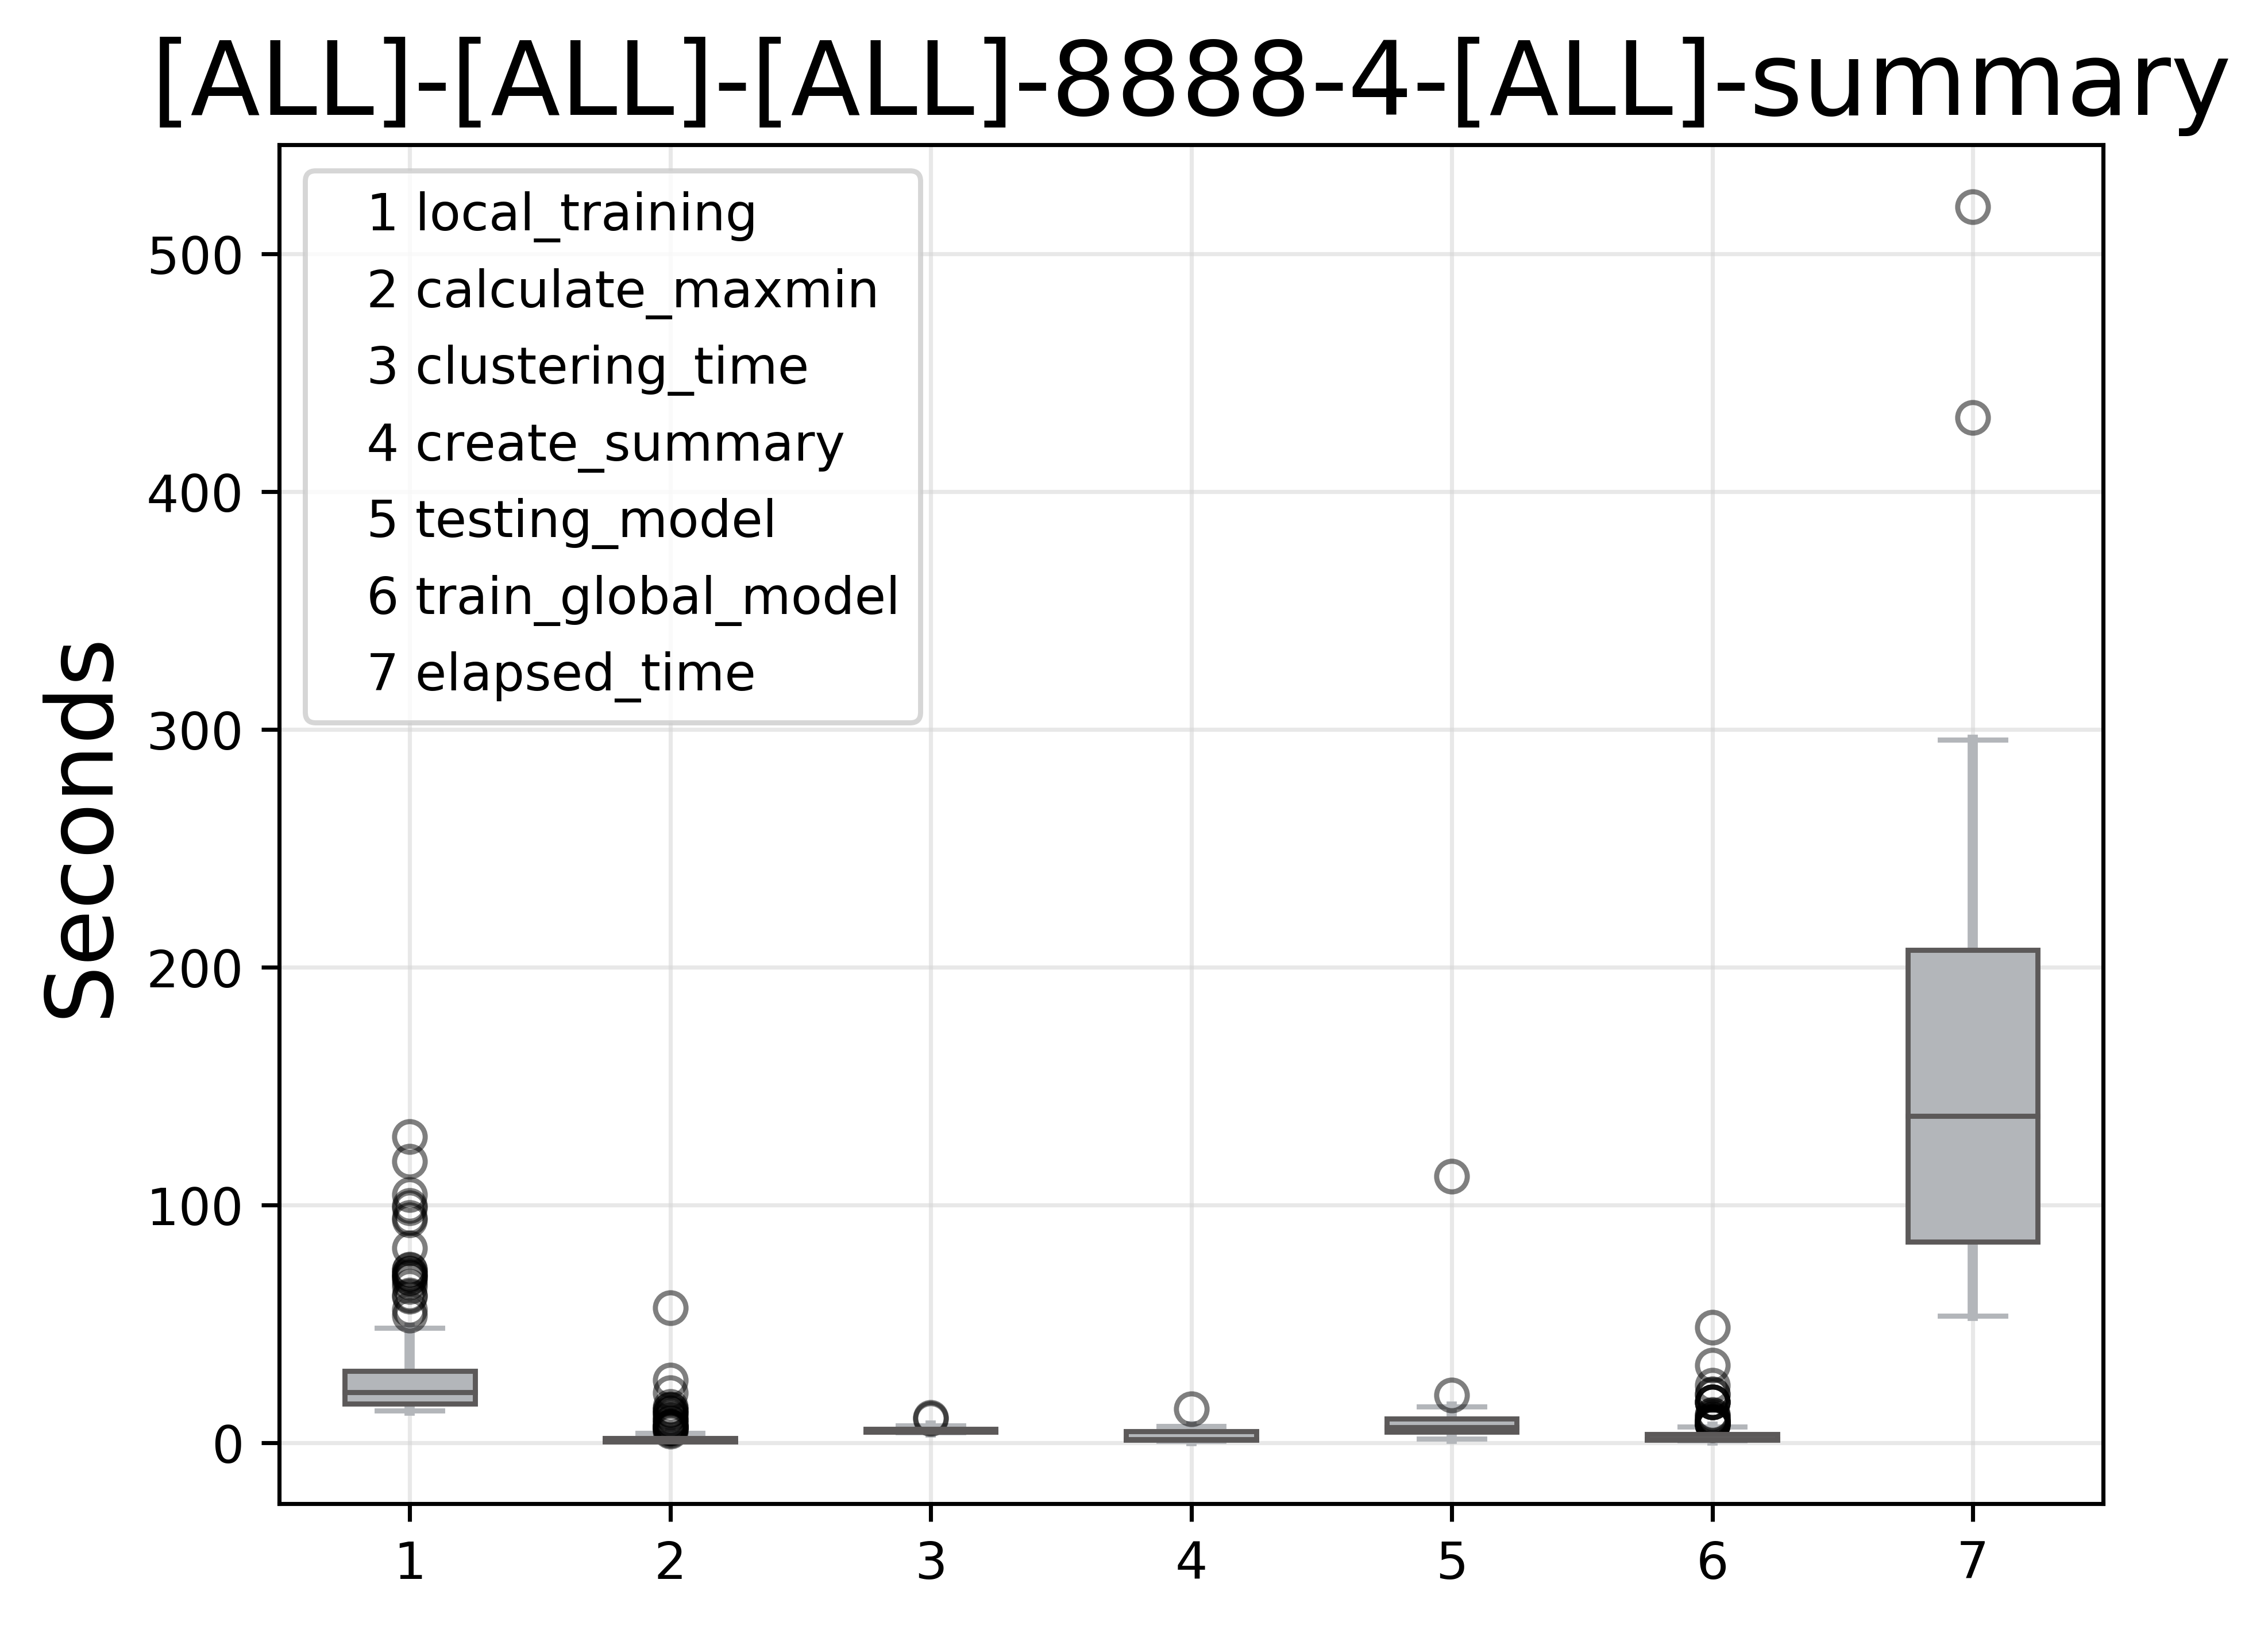 [ALL]-[ALL]-[ALL]-8888-4-[ALL]-summary
1 local_training
2 calculate_maxmin
3 clustering_time
4 create_summary
5 testing_model
6 train_global_model
7 elapsed_time
Seconds
500
400
300
200
100
0
1 2 3 4 5 6 7